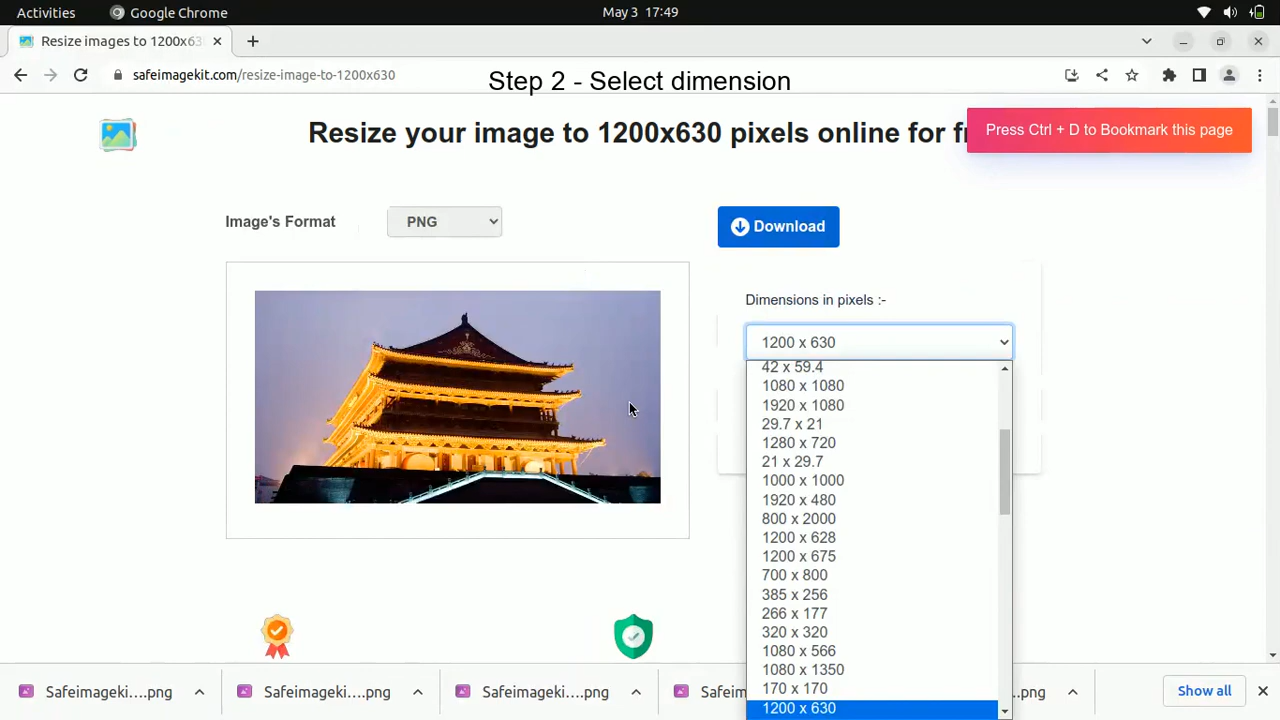 Activities
Google Chrome
May 3 17:49
Resize images to 1200x63
safeimagekit.com/resize-image-to-1200x630
Step 2 - Select dimension
Resize your image to 1200x630 pixels online for f
Press Ctrl + D to Bookmark this page
Image's Format
PNG
Download
Dimensions in pixels :-
1200 x 630
42 x 59.4
1080 x 1080
1920 x 1080
29.7 x 21
1280 x 720
21 x 29.7
1000 x 1000
1920 x 480
800 x 2000
1200 x 628
1200 x 675
700 x 800
385 x 256
266 x 177
320 x 320
1080 x 566
1080 x 1350
170 x 170
1200 x 630
Safeimageki....png
Safeimageki....png
Safeimageki....png
Safeim
png
Show all